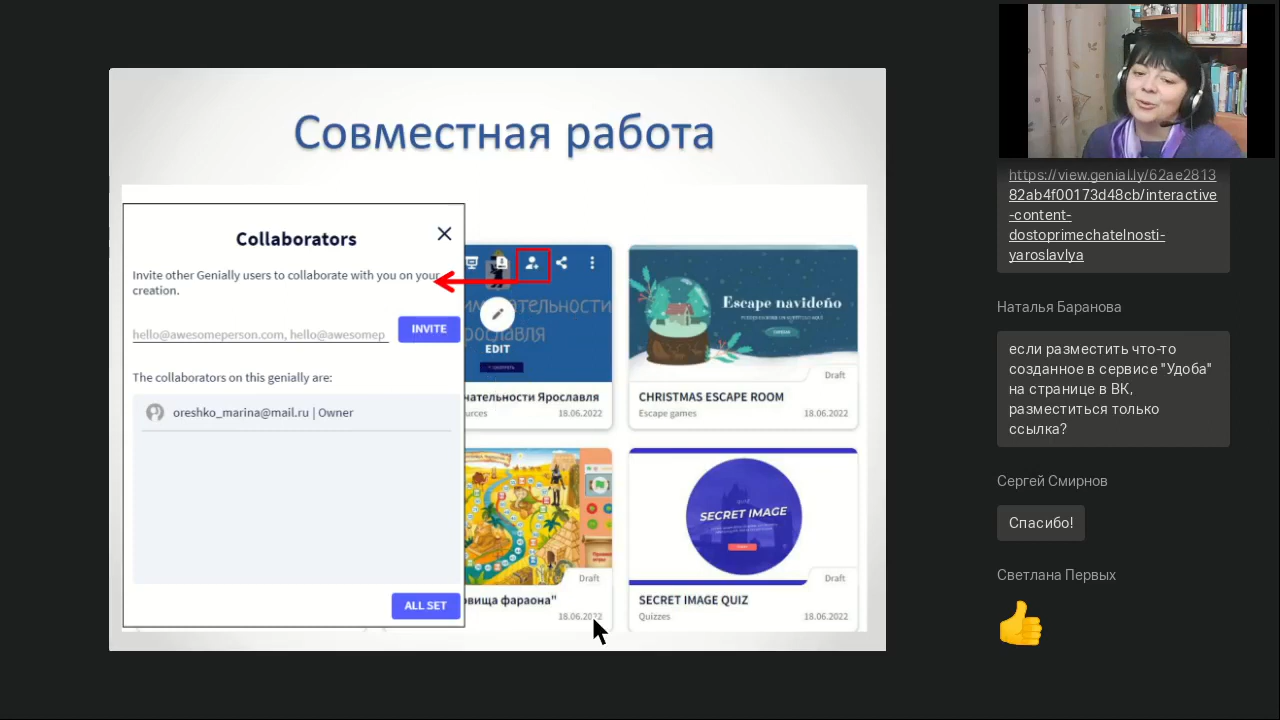 Совместная работа
Collaborators
Invite other Genially users to collaborate with you on your
creation.
hello@awesomeperson.com, hello@awesomep
INVITE
The collaborators on this genially are:
oreshko_marina@mail.ru | Owner
ALL SET
ательности
рославля
EDIT
нательности Ярославля
urces
18.06.2022
Escape navideño
Draft
CHRISTMAS ESCAPE ROOM
Escape games
18.06.2022
Draft
овища фараона"
18.06.2022
SECRET IMAGE
Draft
SECRET IMAGE QUIZ
Quizzes
18.06.2022
https://view.genial.ly/62ae2813
82ab4f00173d48cb/interactive
-content-
dostoprimechatelnosti-
yaroslavlya
Наталья Баранова
если разместить что-то
созданное в сервисе "Удоба"
на странице в ВК,
разместиться только
ссылка?
Сергей Смирнов
Спасибо!
Светлана Первых